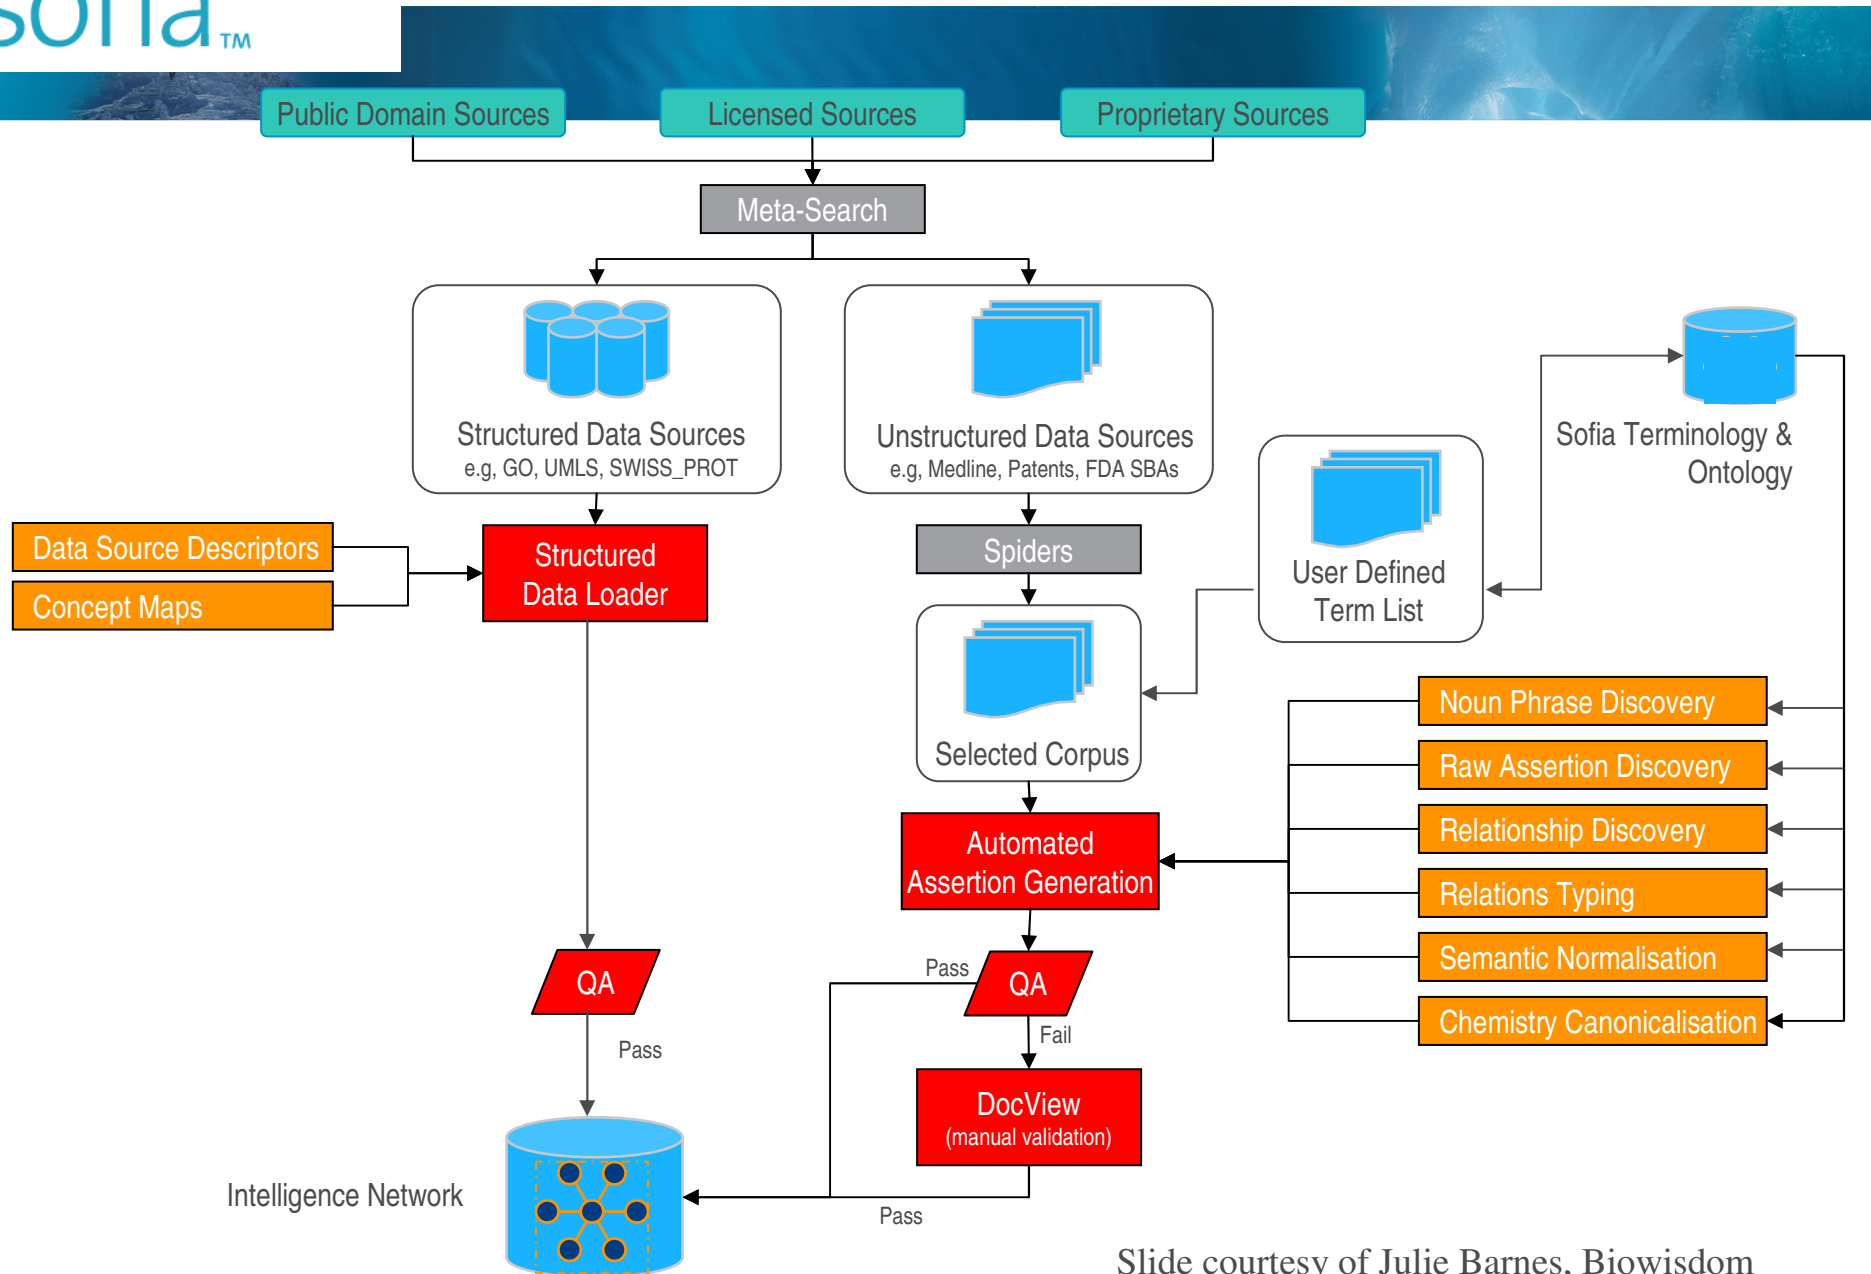 sofia™
Public Domain Sources
Licensed Sources
Proprietary Sources
Meta-Search
Structured Data Sources
e.g, GO, UMLS, SWISS_PROT
Unstructured Data Sources
e.g, Medline, Patents, FDA SBAs
Sofia Terminology &
Ontology
Data Source Descriptors
Concept Maps
Structured
Data Loader
Spiders
User Defined
Term List
Selected Corpus
Noun Phrase Discovery
Raw Assertion Discovery
Relationship Discovery
Relations Typing
Semantic Normalisation
Chemistry Canonicalisation
Automated
Assertion Generation
QA
Pass
Pass
QA
Fail
DocView
(manual validation)
Pass
Intelligence Network
Slide courtesy of Julie Barnes, Biowisdom